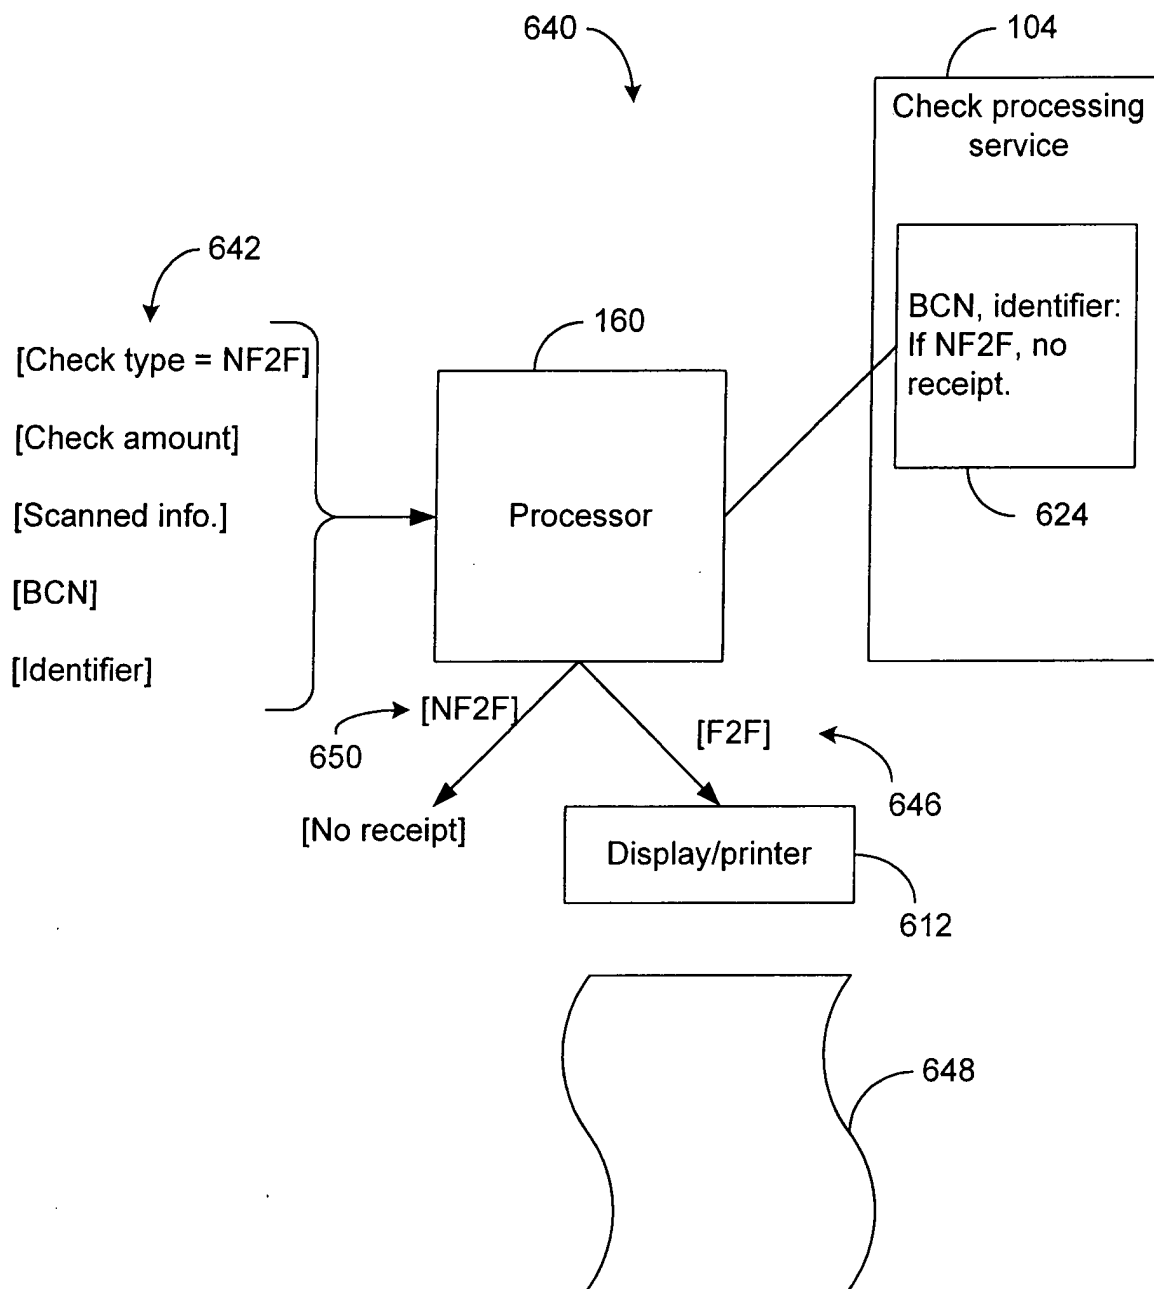 640
104
Check processing
service
642
BCN, identifier:
If NF2F, no
receipt.
160
[Check type = NF2F]
[Check amount]
[Scanned info.]
Processor
624
[BCN]
[Identifier]
[NF2F]
[F2F]
650
646
[No receipt]
Display/printer
612
648